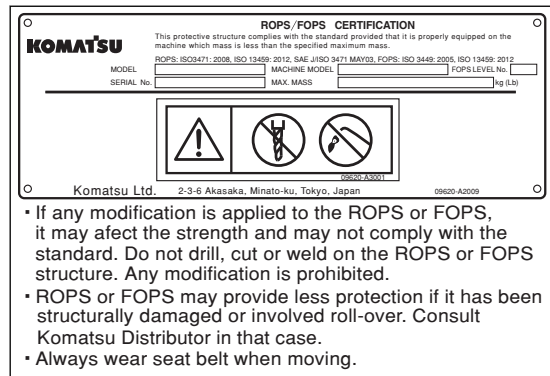 ROPS/FOPS CERTIFICATION
KOMATSU
This protective structure complies with the standard provided that it is properly equipped on the
machine which mass is less than the specified maximum mass.
ROPS: ISO3471: 2008, ISO 13459: 2012, SAE J/ISO 3471 MAY03, FOPS: ISO 3449: 2005, ISO 13459: 2012
MODEL MACHINE MODEL FOPS LEVEL No.
SERIAL No. MAX. MASS kg (Lb)
09620-A3001
Komatsu Ltd. 2-3-6 Akasaka, Minato-ku, Tokyo, Japan 09620-A2009
▪ If any modification is applied to the ROPS or FOPS,
it may afect the strength and may not comply with the
standard. Do not drill, cut or weld on the ROPS or FOPS
structure. Any modification is prohibited.
▪ ROPS or FOPS may provide less protection if it has been
structurally damaged or involved roll-over. Consult
Komatsu Distributor in that case.
▪ Always wear seat belt when moving.